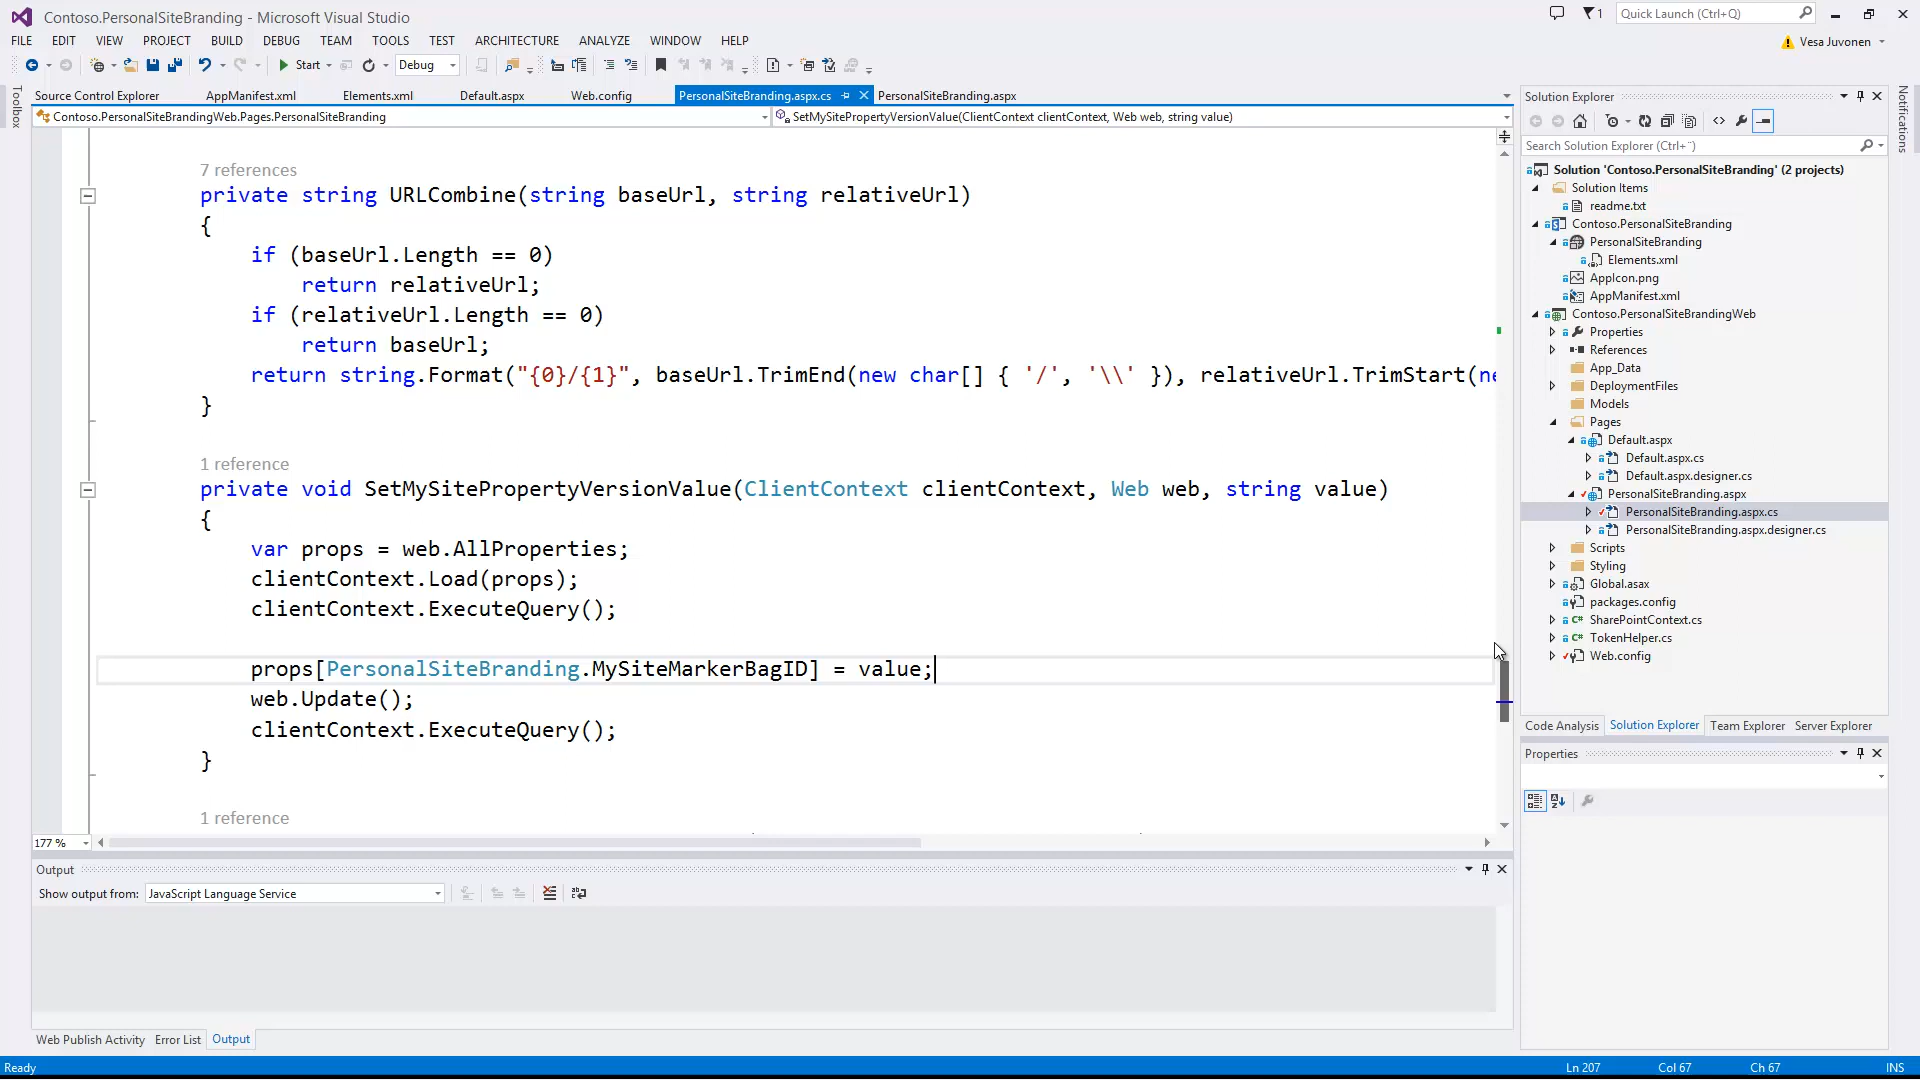 Contoso.PersonalSiteBranding - Microsoft Visual Studio
1
Quick Launch (Ctrl+Q)
FILE EDIT VIEW PROJECT BUILD DEBUG TEAM TOOLS TEST ARCHITECTURE ANALYZE WINDOW HELP
Vesa Juvonen
Start
Debug
Toolbox
Source Control Explorer AppManifest.xml Elements.xml Default.aspx Web.config PersonalSiteBranding.aspx.cs PersonalSiteBranding.aspx
Contoso.PersonalSiteBrandingWeb.Pages.PersonalSiteBranding
SetMySitePropertyVersionValue(ClientContext clientContext, Web web, string value)
7 references
private string URLCombine(string baseUrl, string relativeUrl)
{
if (baseUrl.Length == 0)
return relativeUrl;
if (relativeUrl.Length == 0)
return baseUrl;
return string.Format("{0}/{1}", baseUrl.TrimEnd(new char[] { '/', '\\' }), relativeUrl.TrimStart(ne
}
1 reference
private void SetMySitePropertyVersionValue(ClientContext clientContext, Web web, string value)
{
var props = web.AllProperties;
clientContext.Load(props);
clientContext.ExecuteQuery();
props[PersonalSiteBranding.MySiteMarkerBagID] = value;
web.Update();
clientContext.ExecuteQuery();
}
1 reference
177 %
Output
Show output from: JavaScript Language Service
Web Publish Activity Error List Output
Solution Explorer
Search Solution Explorer (Ctrl+¨)
Solution 'Contoso.PersonalSiteBranding' (2 projects)
Solution Items
readme.txt
Contoso.PersonalSiteBranding
PersonalSiteBranding
Elements.xml
AppIcon.png
AppManifest.xml
Contoso.PersonalSiteBrandingWeb
Properties
References
App_Data
DeploymentFiles
Models
Pages
Default.aspx
Default.aspx.cs
Default.aspx.designer.cs
PersonalSiteBranding.aspx
PersonalSiteBranding.aspx.cs
PersonalSiteBranding.aspx.designer.cs
Scripts
Styling
Global.asax
packages.config
SharePointContext.cs
TokenHelper.cs
Web.config
Code Analysis Solution Explorer Team Explorer Server Explorer
Properties
Notifications
Ready
Ln 207 Col 67 Ch 67 INS